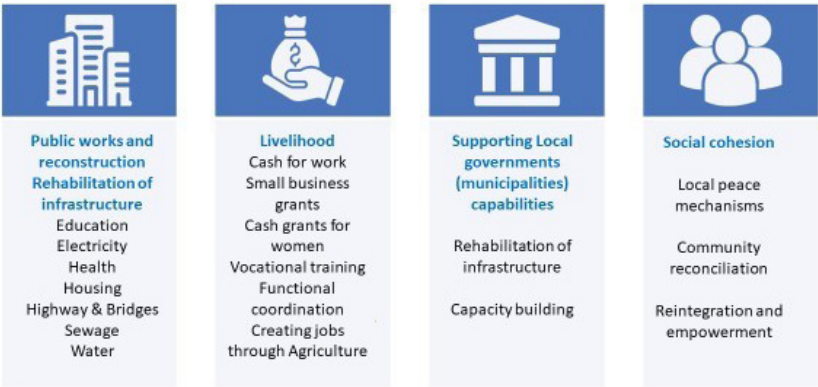 Public works and
reconstruction
Rehabilitation of
infrastructure
Education
Electricity
Health
Housing
Highway & Bridges
Sewage
Water
Livelihood
Cash for work
Small business
grants
Cash grants for
women
Vocational training
Functional
coordination
Creating jobs
through Agriculture
Supporting Local
governments
(municipalities)
capabilities
Rehabilitation of
infrastructure
Capacity building
Social cohesion
Local peace
mechanisms
Community
reconciliation
Reintegration and
empowerment